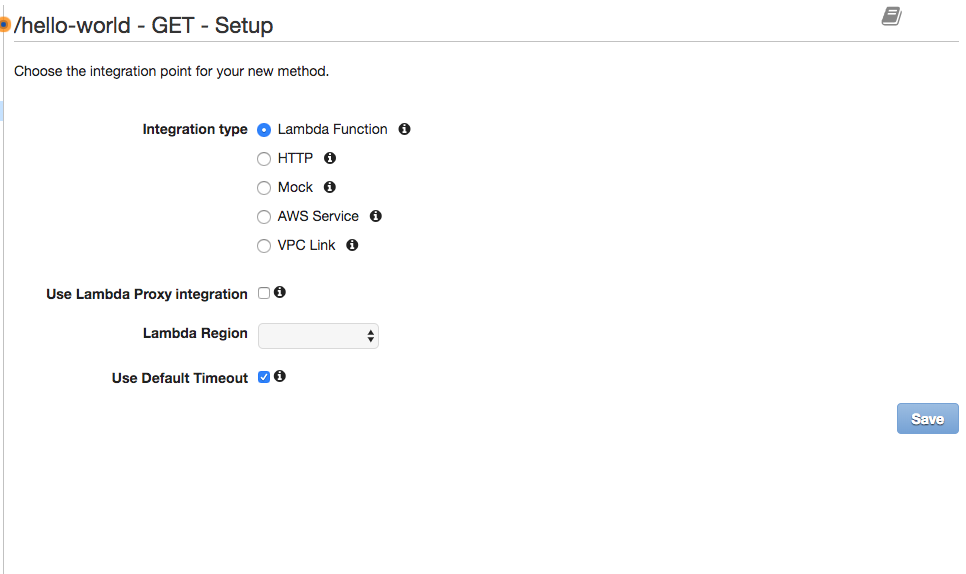 /hello-world - GET - Setup
Choose the integration point for your new method.
Integration type Lambda Function
HTTP
Mock
AWS Service
VPC Link
Use Lambda Proxy integration
Lambda Region
Use Default Timeout
Save